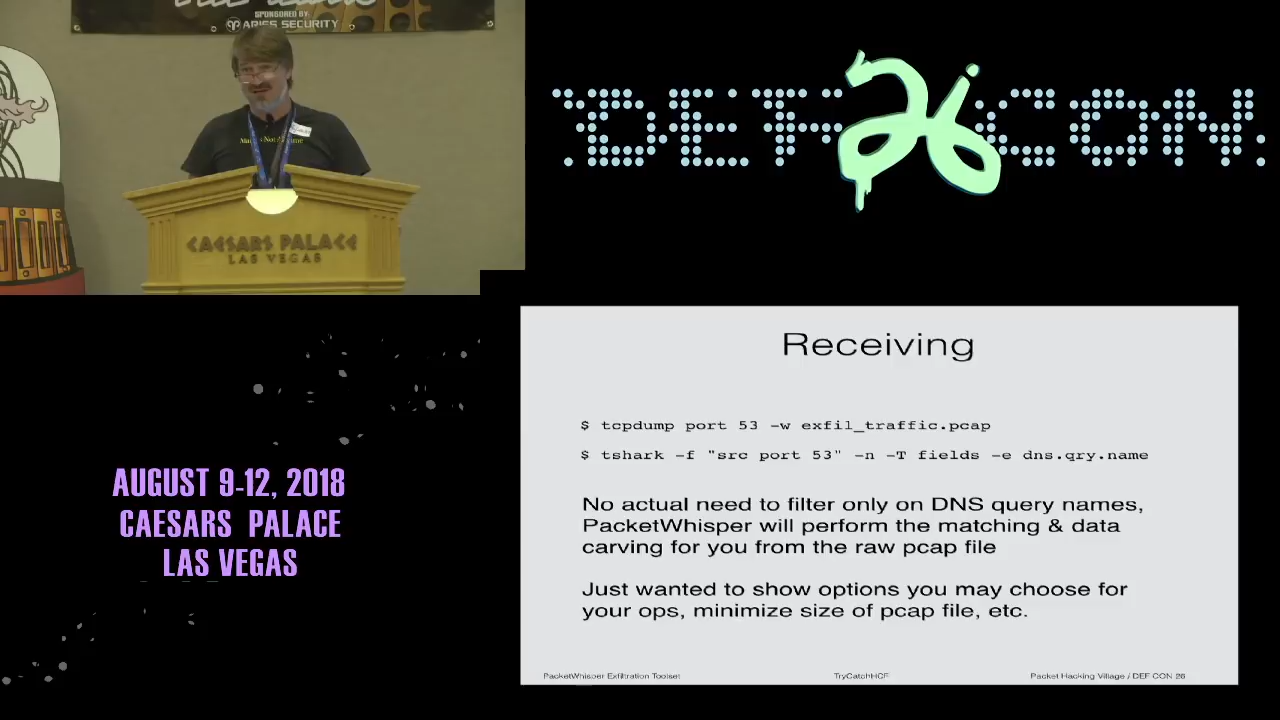 SPONSORED BY:
ARIES SECURITY
CAESARS PALACE
LAS VEGAS
DEF CON 26
AUGUST 9-12, 2018
CAESARS PALACE
LAS VEGAS
Receiving
$ tcpdump port 53 -w exfil_traffic.pcap
$ tshark -f "src port 53" -n -T fields -e dns.qry.name
No actual need to filter only on DNS query names,
PacketWhisper will perform the matching & data
carving for you from the raw pcap file
Just wanted to show options you may choose for
your ops, minimize size of pcap file, etc.
PacketWhisper Exfiltration Toolset
TryCatchHCF
Packet Hacking Village / DEF CON 26